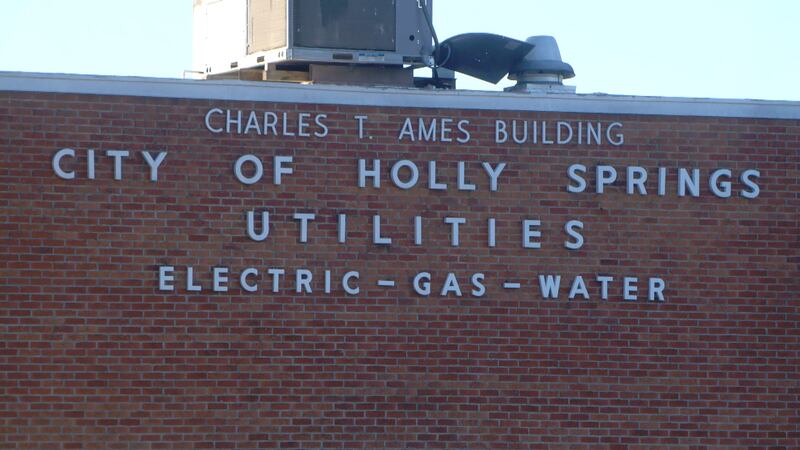 CHARLES T. AMES BUILDING
CITY OF HOLLY SPRINGS
UTILITIES
ELECTRIC - GAS - WATER